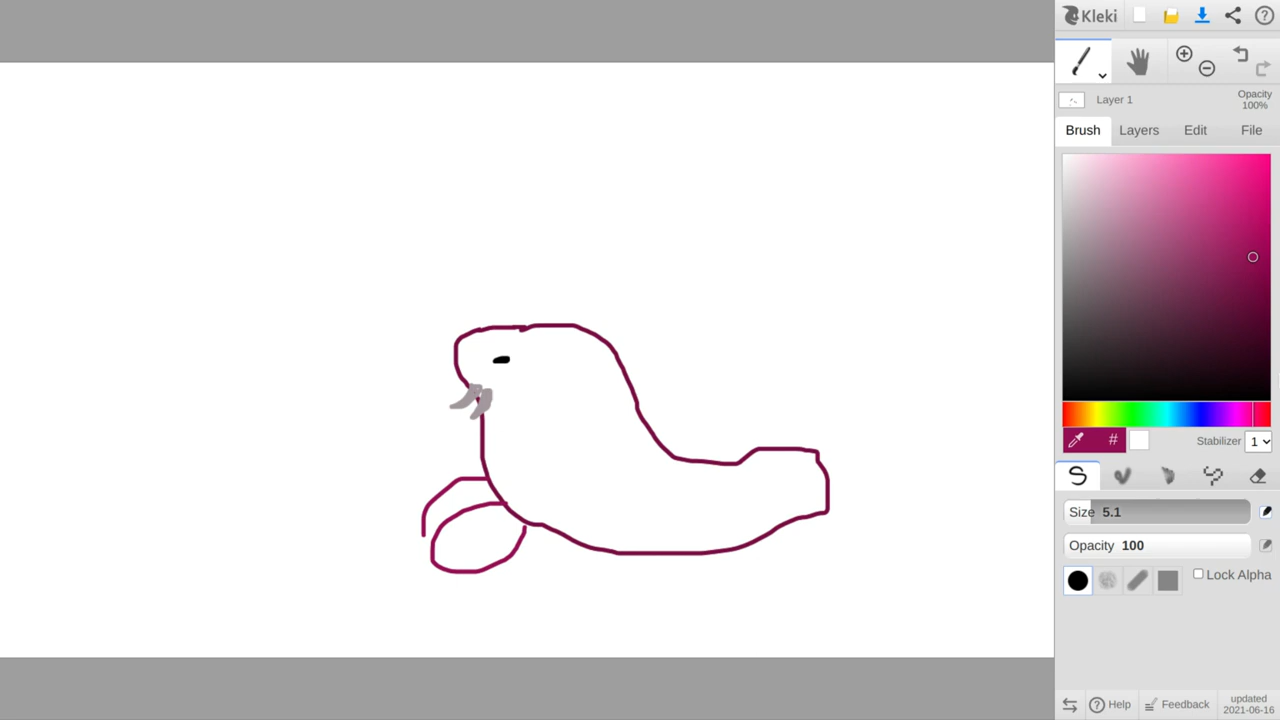 Kleki
Layer 1
Opacity
100%
Brush
Layers
Edit
File
#
Stabilizer 1
Size 5.1
Opacity 100
Lock Alpha
Help
Feedback
updated
2021-06-16